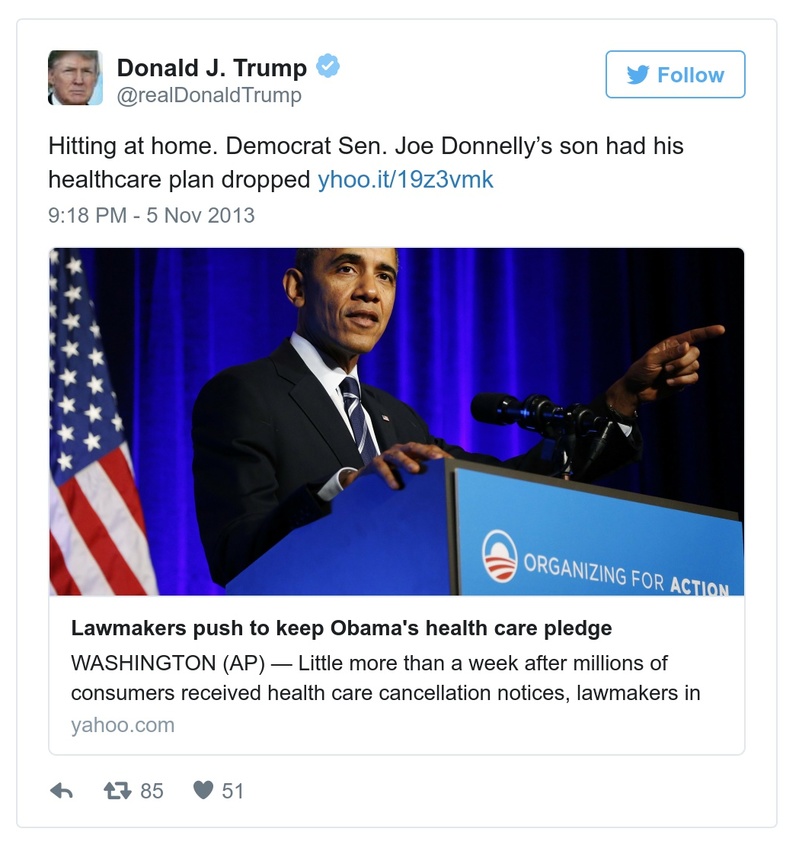 Donald J. Trump
@realDonaldTrump
Follow
Hitting at home. Democrat Sen. Joe Donnelly’s son had his
healthcare plan dropped yhoo.it/19z3vmk
9:18 PM - 5 Nov 2013
ORGANIZING FOR ACTION
Lawmakers push to keep Obama's health care pledge
WASHINGTON (AP) — Little more than a week after millions of
consumers received health care cancellation notices, lawmakers in
yahoo.com
85 51